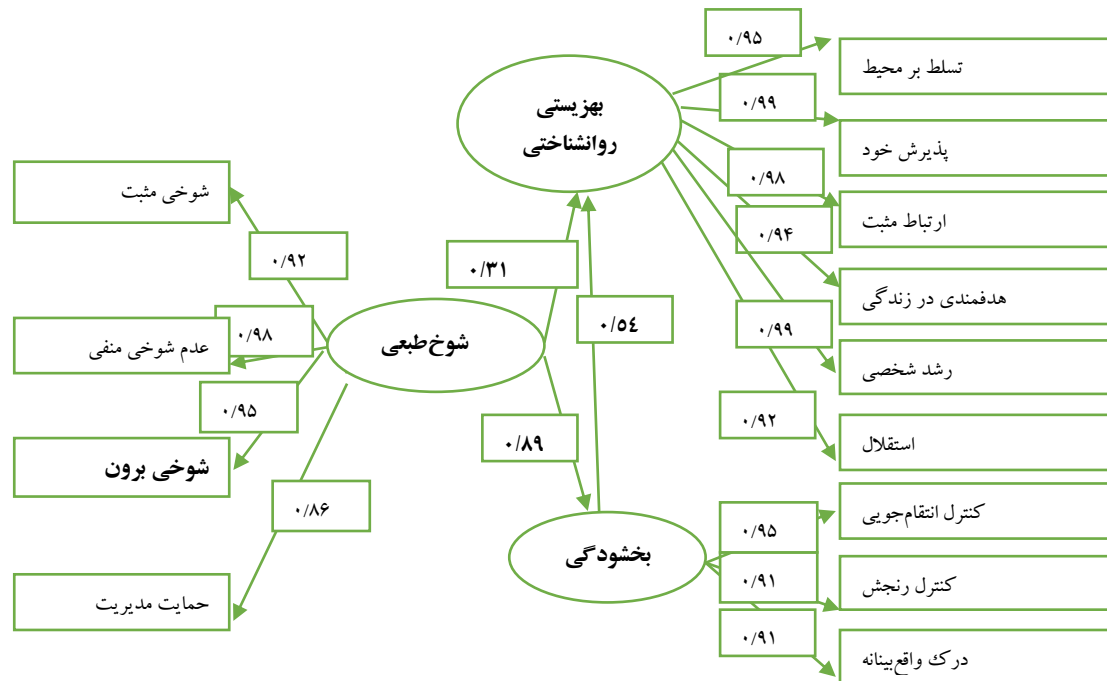 ۰/۹۵
تسلط بر محیط
بهزیستی
روانشناختی
۰/۹۹
پذیرش خود
۰/۹۸
ارتباط مثبت
شوخی مثبت
۰/۹۴
۰/۹۲
۰/۳۱
هدفمندی در زندگی
۰/٥٤
۰/۹۹
۰/۹۸
عدم شوخی منفی
شوخ‌طبعی
رشد شخصی
۰/۹۵
۰/۹۲
استقلال
۰/۸۹
شوخی برون
کنترل انتقام‌جویی
۰/۸۶
۰/۹۵
بخشودگی
۰/۹۱
کنترل رنجش
حمایت مدیریت
۰/۹۱
درک واقع‌بینانه